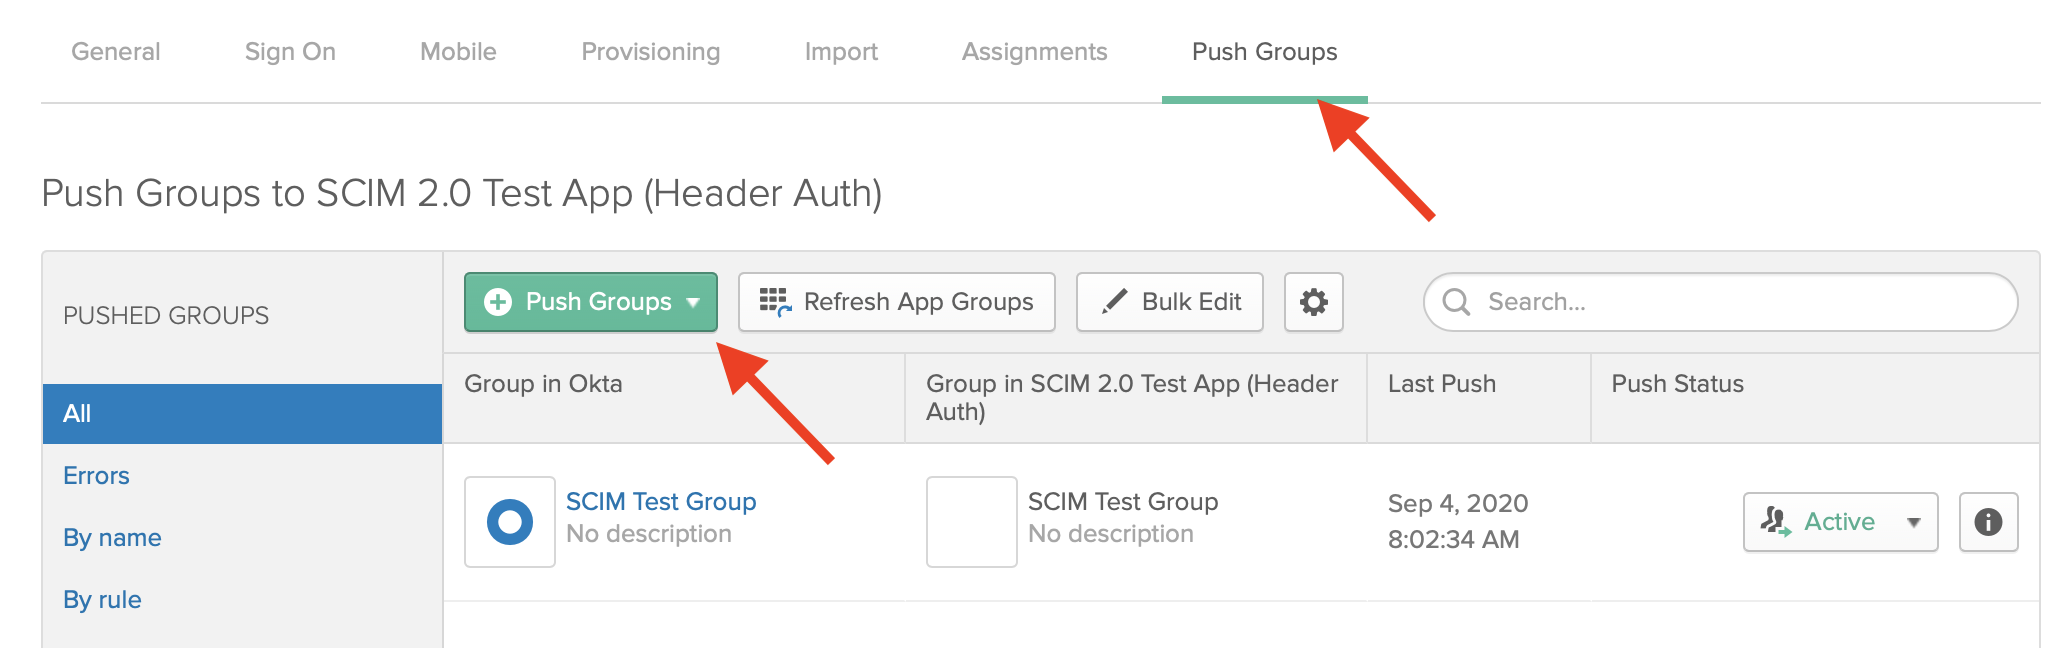 General
Sign On
Mobile
Provisioning
Import
Assignments
Push Groups
Push Groups to SCIM 2.0 Test App (Header Auth)
PUSHED GROUPS
All
Errors
By name
By rule
Push Groups
Refresh App Groups
Bulk Edit
Search...
Group in Okta
Group in SCIM 2.0 Test App (Header
Auth)
Last Push
Push Status
SCIM Test Group
No description
SCIM Test Group
No description
Sep 4, 2020
8:02:34 AM
Active